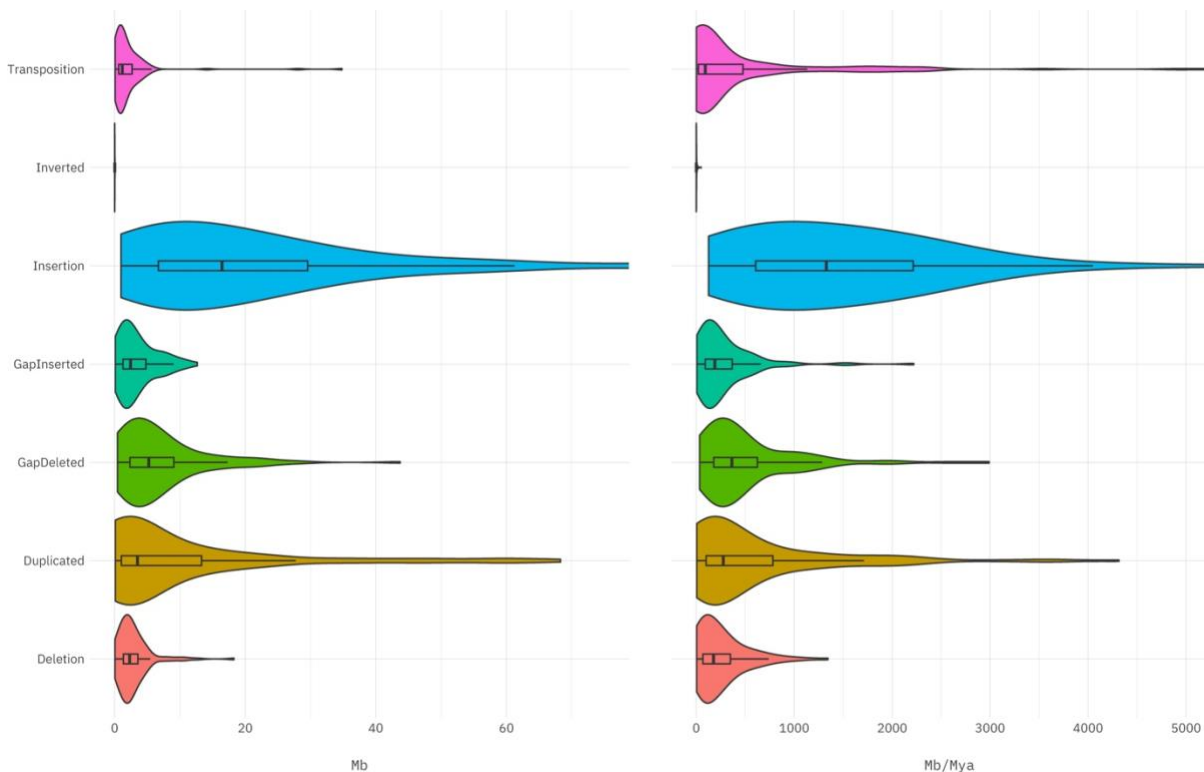 Transposition
Inverted
Insertion
GapInserted
GapDeleted
Duplicated
Deletion
0 20 40 60
0 1000 2000 3000 4000 5000
Mb
Mb/Mya